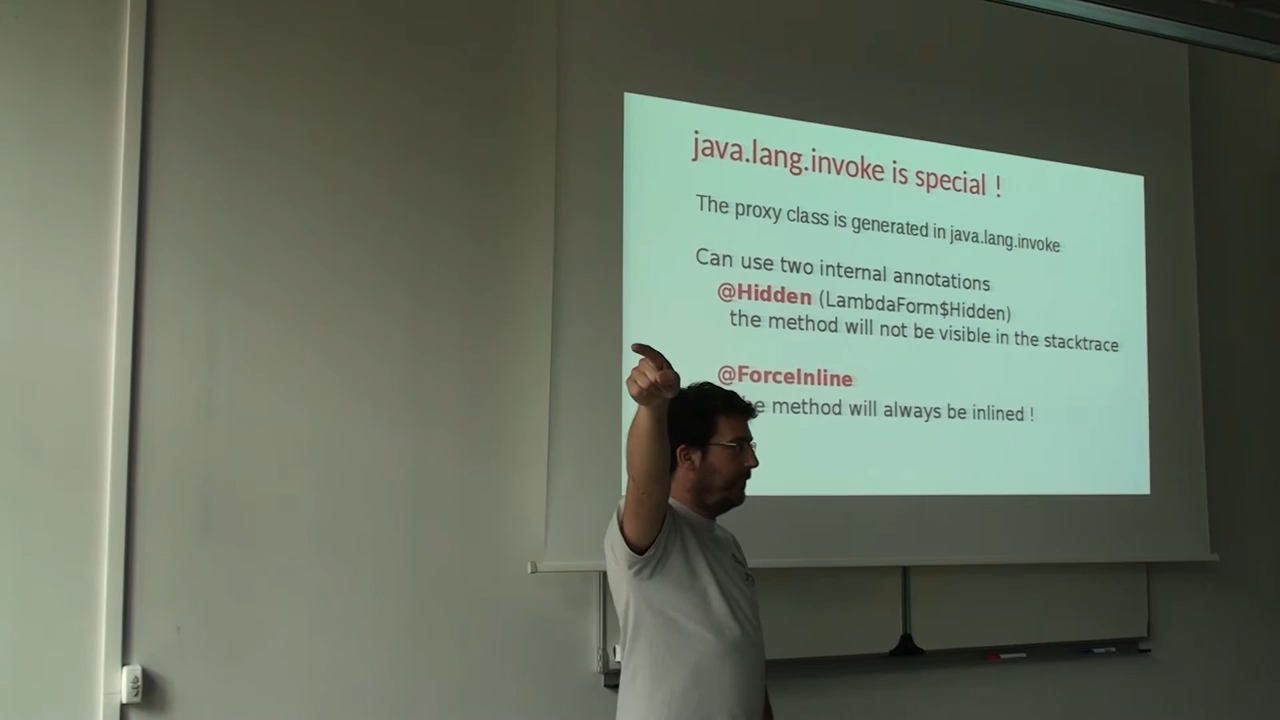 java.lang.invoke is special !
The proxy class is generated in java.lang.invoke
Can use two internal annotations
@Hidden (LambdaForm$Hidden)
the method will not be visible in the stacktrace
@ForceInline
method will always be inlined !